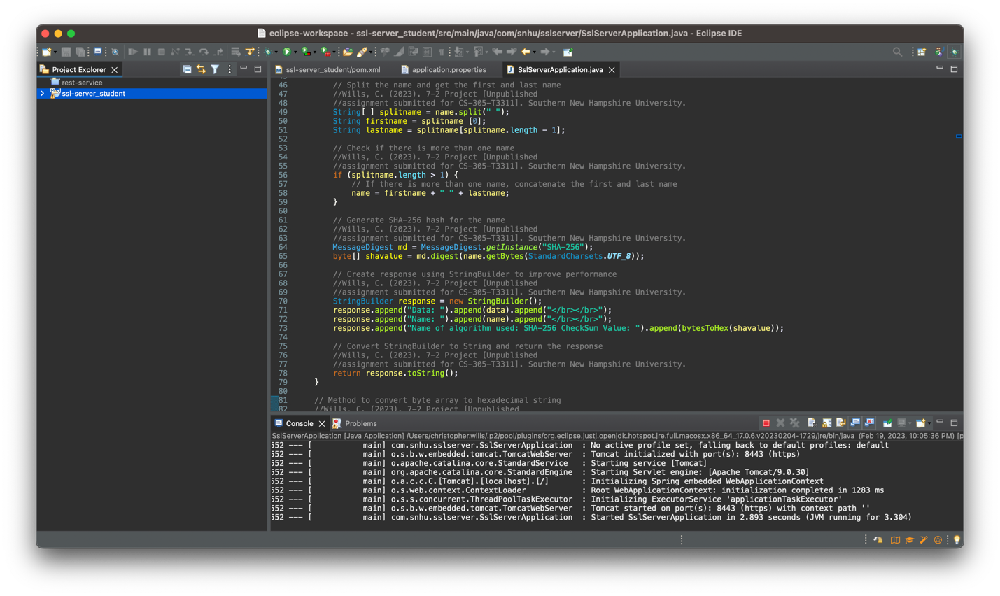 eclipse-workspace - ssl-server_student/src/main/java/com/snhu/sslserver/SslServerApplication.java - Eclipse IDE
Project Explorer
rest-service
ssl-server_student
ssl-server_student/pom.xml application.properties SslServerApplication.java
46 // Split the name and get the first and last name
47 //Wills, C. (2023). 7-2 Project [Unpublished
48 //assignment submitted for CS-305-T3311]. Southern New Hampshire University.
49 String[ ] splitname = name.split(" ");
50 String firstname = splitname [0];
51 String lastname = splitname[splitname.length - 1];
52
53 // Check if there is more than one name
54 //Wills, C. (2023). 7-2 Project [Unpublished
55 //assignment submitted for CS-305-T3311]. Southern New Hampshire University.
56 if (splitname.length > 1) {
57 // If there is more than one name, concatenate the first and last name
58 name = firstname + " " + lastname;
59 }
60
61 // Generate SHA-256 hash for the name
62 //Wills, C. (2023). 7-2 Project [Unpublished
63 //assignment submitted for CS-305-T3311]. Southern New Hampshire University.
64 MessageDigest md = MessageDigest.getInstance("SHA-256");
65 byte[] shavalue = md.digest(name.getBytes(StandardCharsets.UTF_8));
66
67 // Create response using StringBuilder to improve performance
68 //Wills, C. (2023). 7-2 Project [Unpublished
69 //assignment submitted for CS-305-T3311]. Southern New Hampshire University.
70 StringBuilder response = new StringBuilder();
71 response.append("Data: ").append(data).append("</br></br>");
72 response.append("Name: ").append(name).append("</br></br>");
73 response.append("Name of algorithm used: SHA-256 CheckSum Value: ").append(bytesToHex(shavalue));
74
75 // Convert StringBuilder to String and return the response
76 //Wills, C. (2023). 7-2 Project [Unpublished
77 //assignment submitted for CS-305-T3311]. Southern New Hampshire University.
78 return response.toString();
79 }
80
81 // Method to convert byte array to hexadecimal string
82 //Wills, C. (2023). 7-2 Project [Unpublished
Console Problems
SslServerApplication [Java Application] /Users/christopher.wills/.p2/pool/plugins/org.eclipse.justj.openjdk.hotspot.jre.full.macosx.x86_64_17.0.6.v20230204-1729/jre/bin/java (Feb 19, 2023, 10:05:36 PM) [p
552 --- [ main] com.snhu.sslserver.SslServerApplication : No active profile set, falling back to default profiles: default
552 --- [ main] o.s.b.w.embedded.tomcat.TomcatWebServer : Tomcat initialized with port(s): 8443 (https)
552 --- [ main] o.apache.catalina.core.StandardService : Starting service [Tomcat]
552 --- [ main] org.apache.catalina.core.StandardEngine : Starting Servlet engine: [Apache Tomcat/9.0.30]
552 --- [ main] o.a.c.c.C.[Tomcat].[localhost].[/] : Initializing Spring embedded WebApplicationContext
552 --- [ main] o.s.web.context.ContextLoader : Root WebApplicationContext: initialization completed in 1283 ms
552 --- [ main] o.s.s.concurrent.ThreadPoolTaskExecutor : Initializing ExecutorService 'applicationTaskExecutor'
552 --- [ main] o.s.b.w.embedded.tomcat.TomcatWebServer : Tomcat started on port(s): 8443 (https) with context path ''
552 --- [ main] com.snhu.sslserver.SslServerApplication : Started SslServerApplication in 2.893 seconds (JVM running for 3.304)